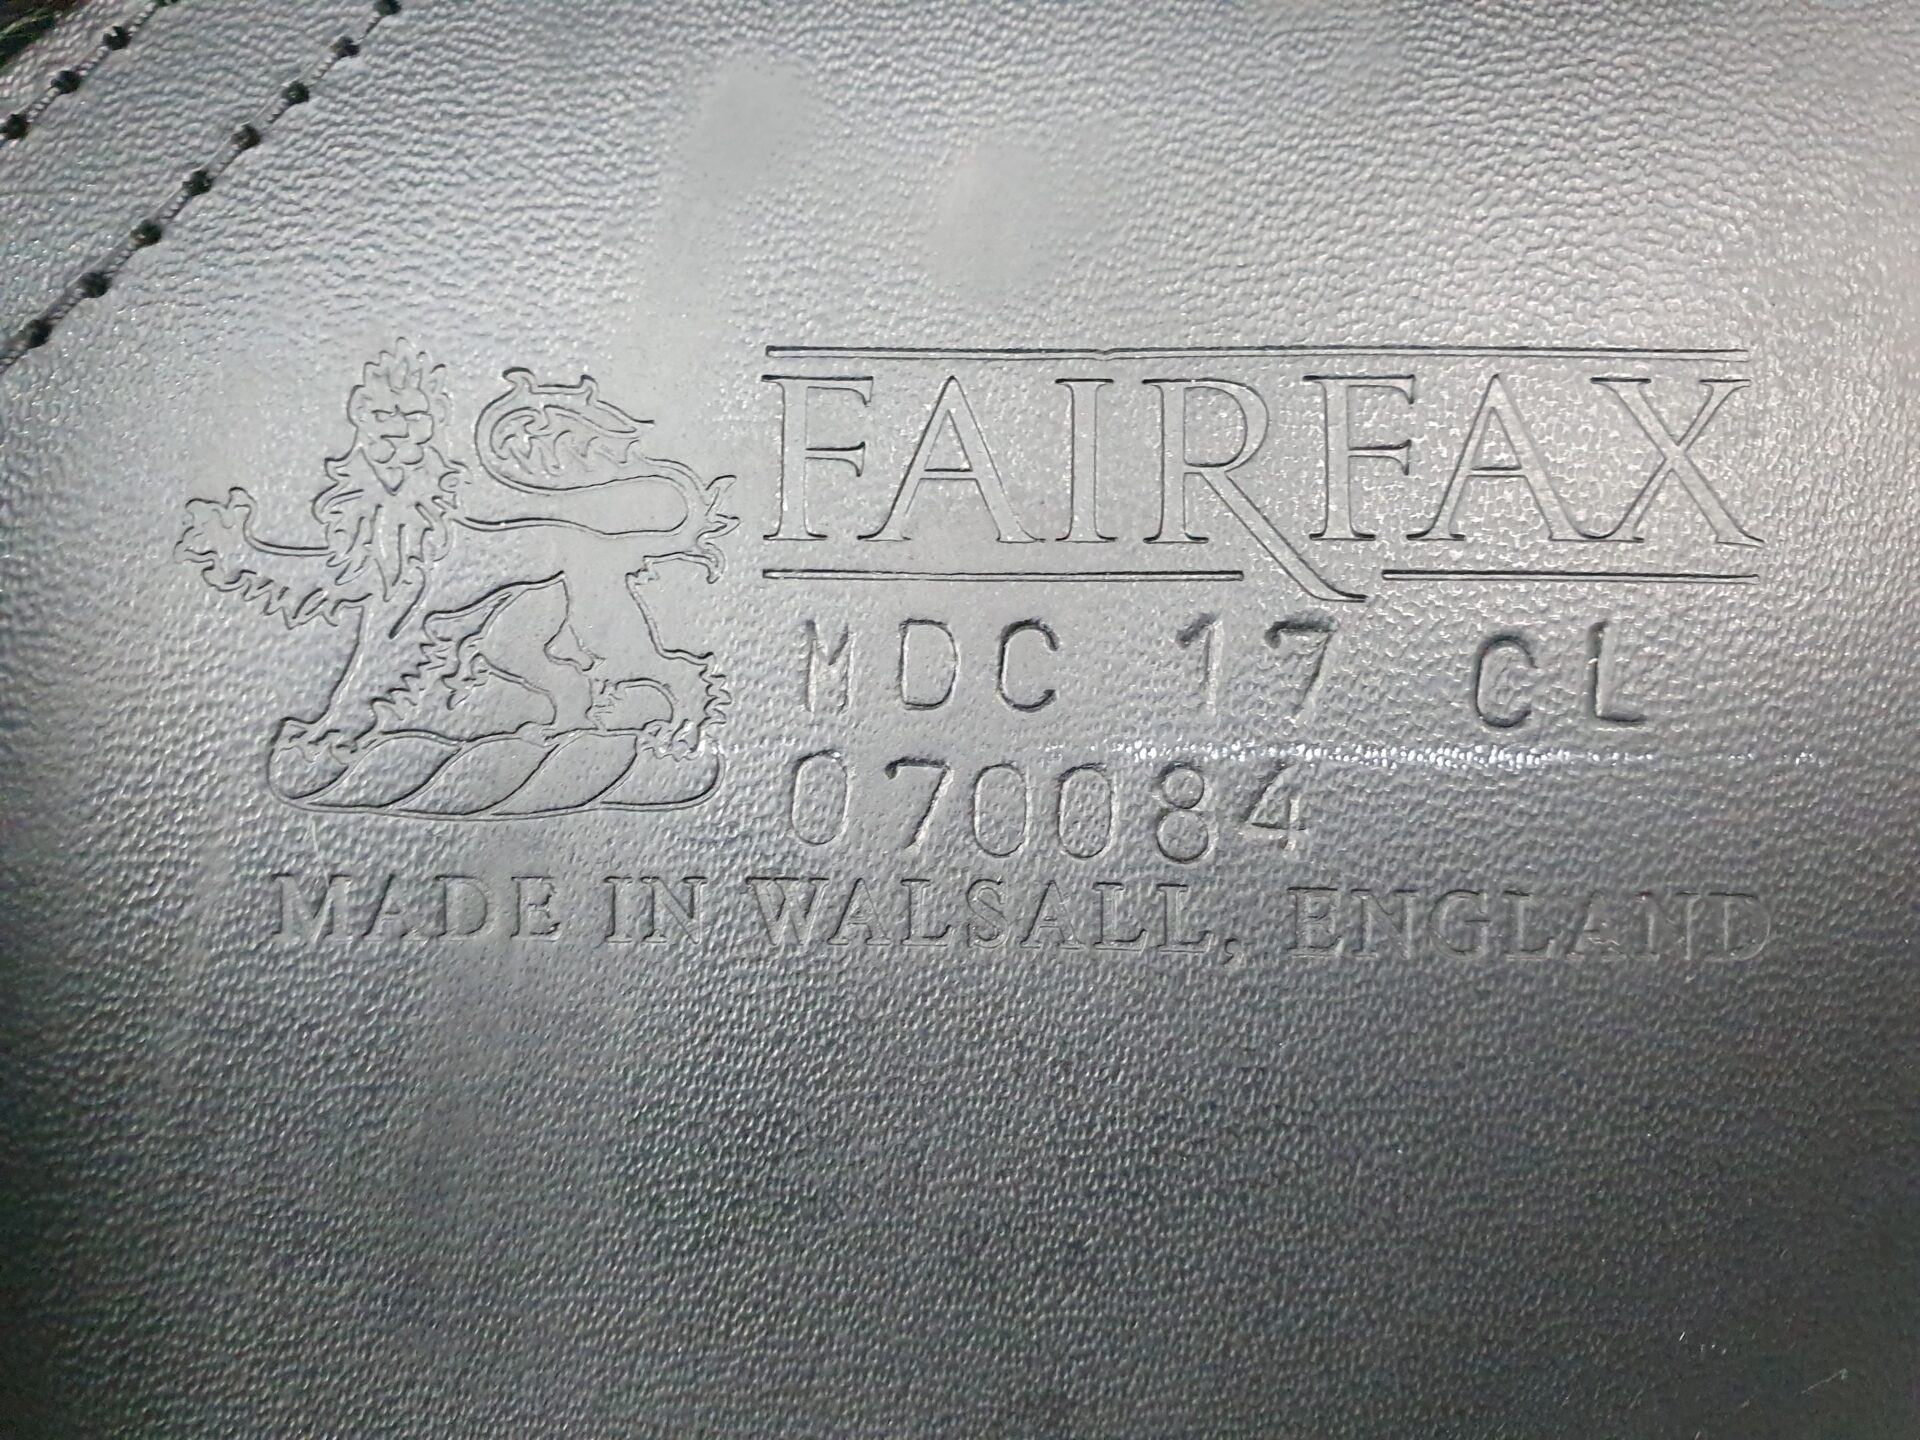 FAIRFAX
MDC 17 CL
070084
MADE IN WALSALL, ENGLAND